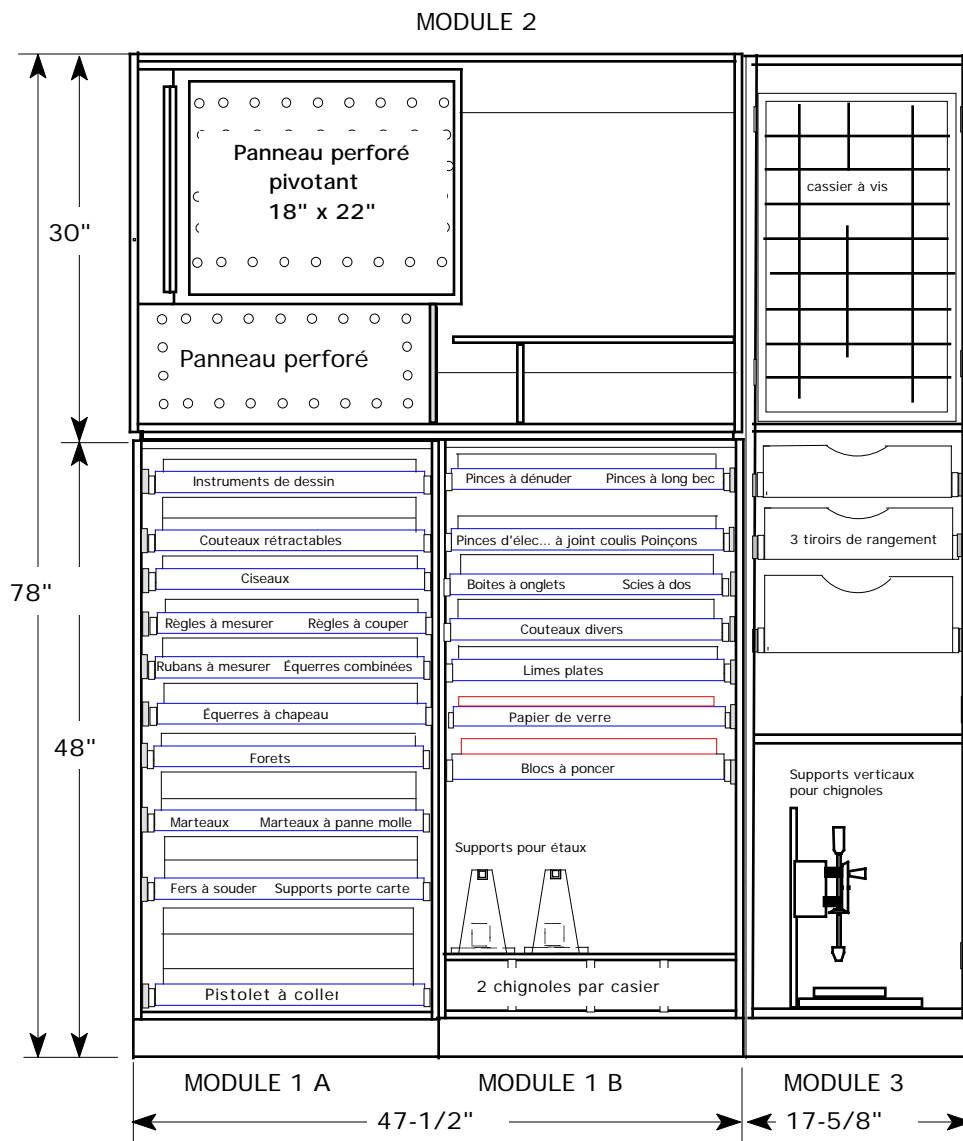 MODULE 2
Panneau perforé
pivotant
18" x 22"
cassier à vis
30"
Panneau perforé
Instruments de dessin
Pinces à dénuder Pinces à long bec
Couteaux rétractables
Pinces d'élec... à joint coulis Poinçons
3 tiroirs de rangement
Ciseaux
Boites à onglets Scies à dos
78"
Règles à mesurer Règles à couper
Couteaux divers
Rubans à mesurer Équerres combinées
Limes plates
Équerres à chapeau
Papier de verre
48"
Forets
Blocs à poncer
Supports verticaux
pour chignoles
Marteaux Marteaux à panne molle
Supports pour étaux
Fers à souder Supports porte carte
Pistolet à coller
2 chignoles par casier
MODULE 1 A MODULE 1 B MODULE 3
47-1/2" 17-5/8"